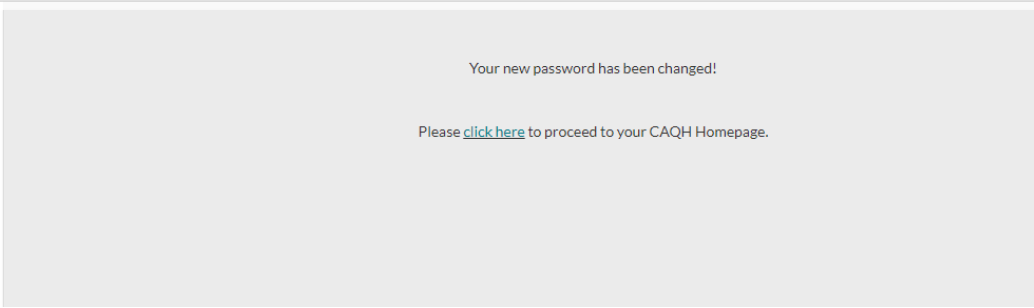 Your new password has been changed!
Please click here to proceed to your CAQH Homepage.